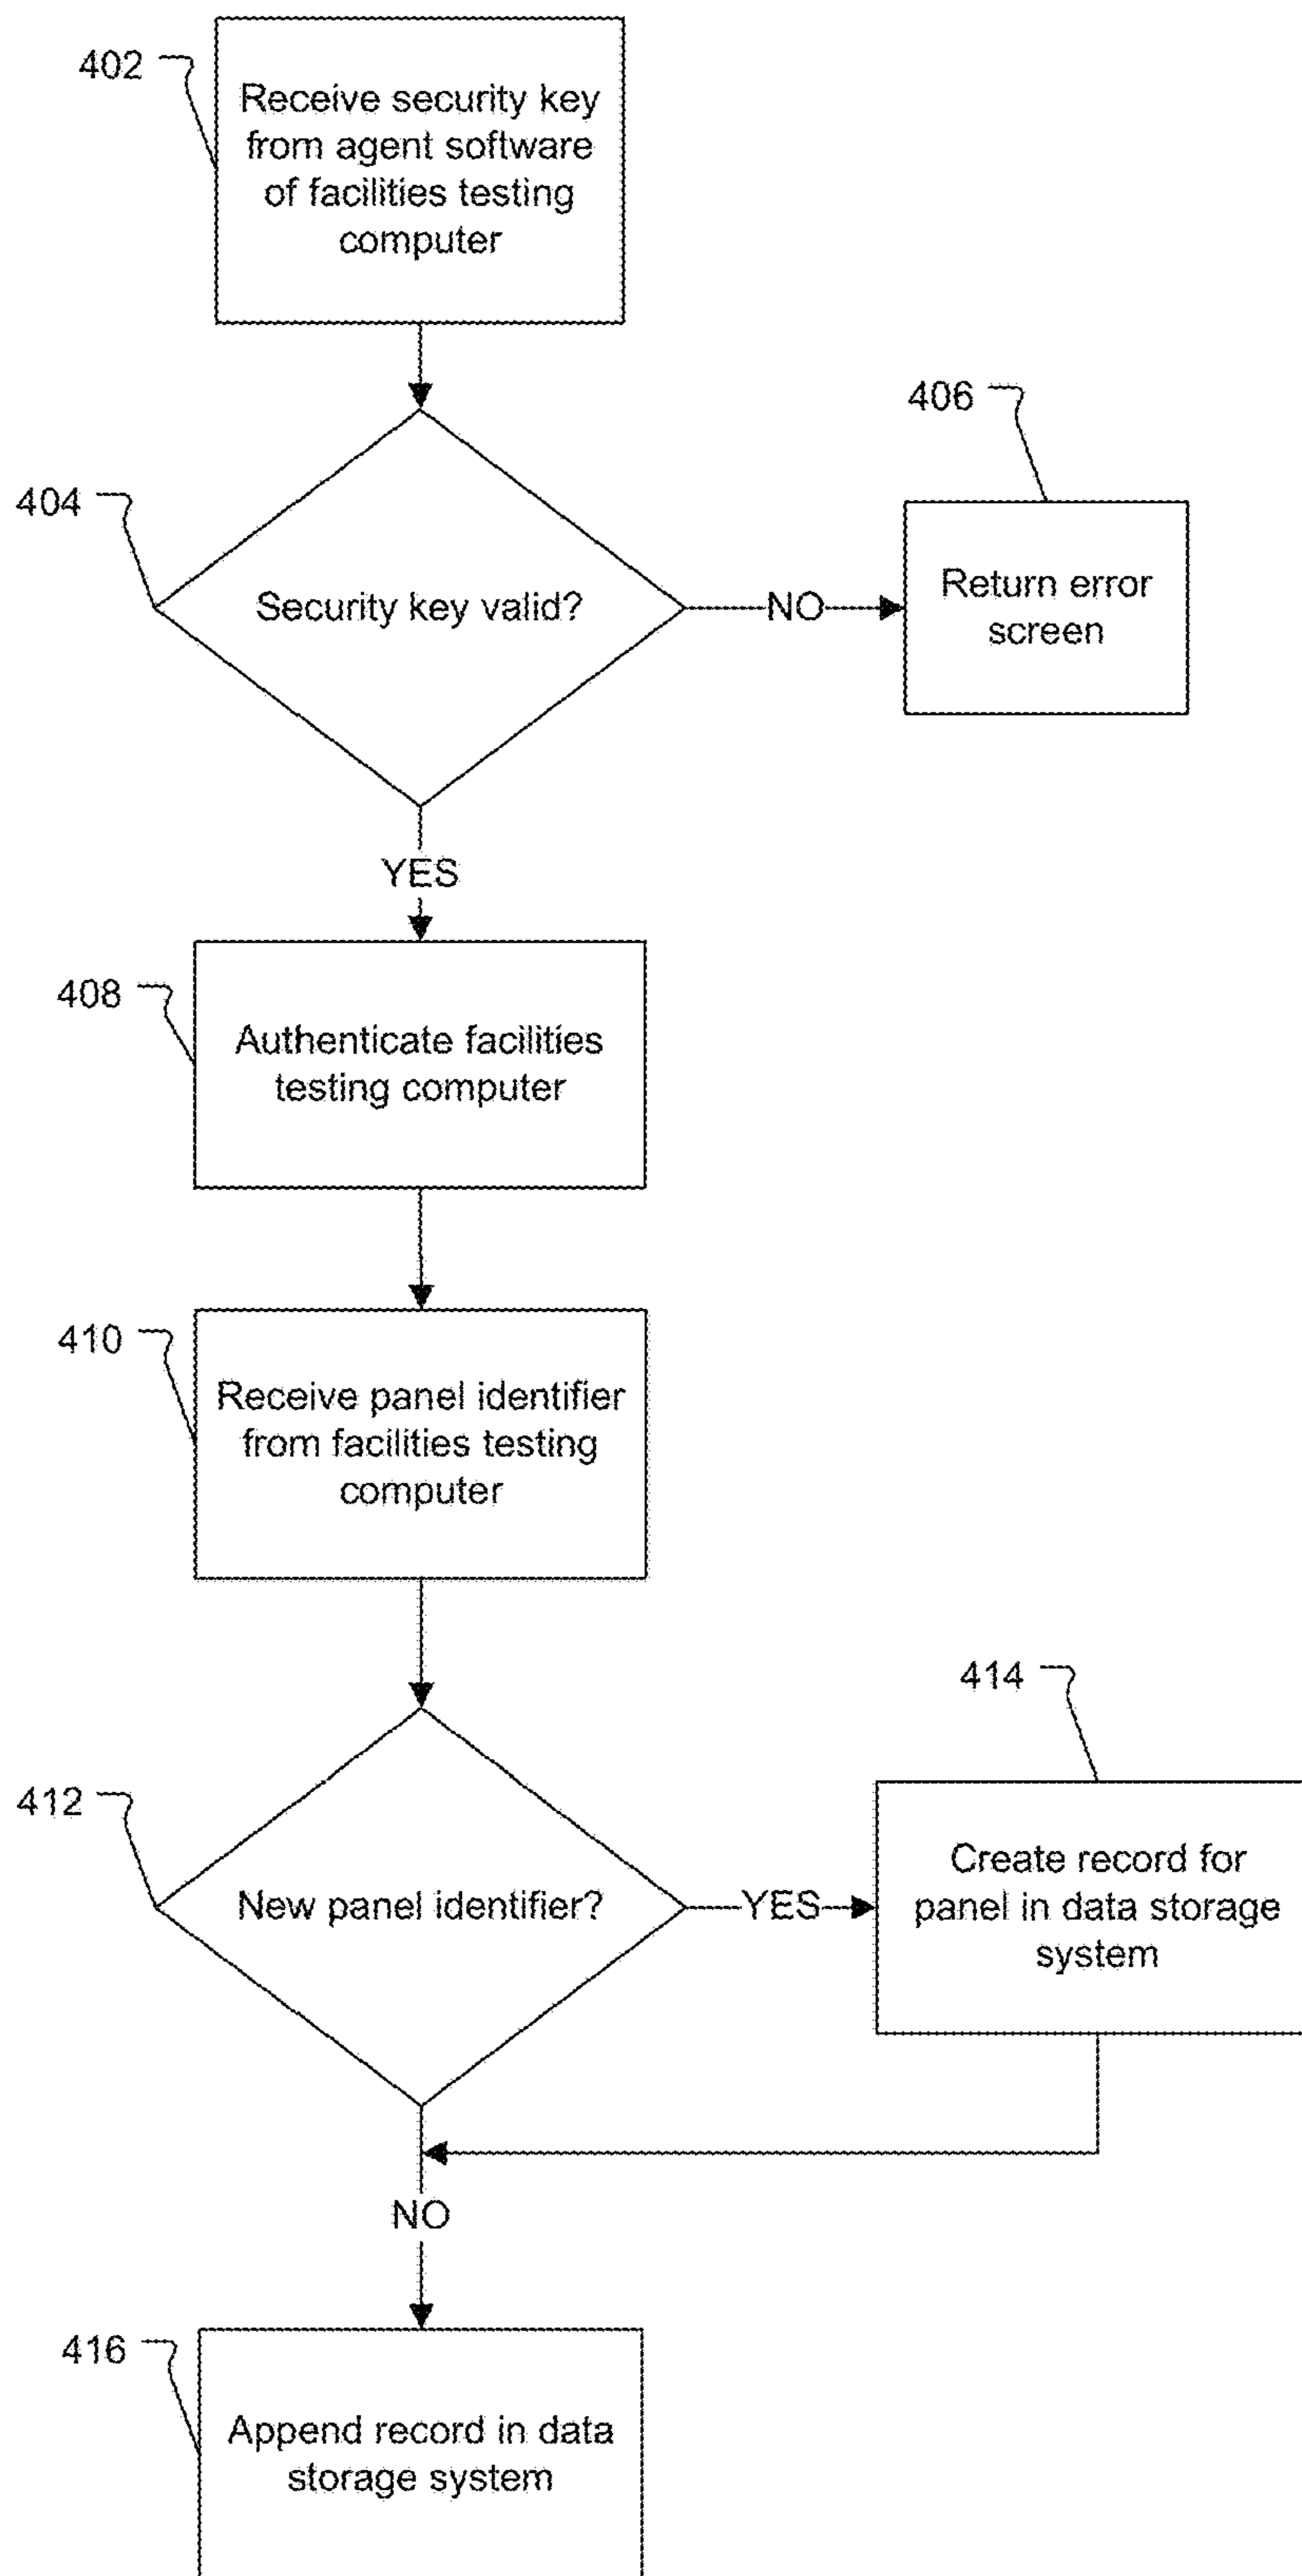 402
Receive security key
from agent software
of facilities testing
computer
404
Security key valid?
NO
406
Return error
screen
YES
408
Authenticate facilities
testing computer
410
Receive panel identifier
from facilities testing
computer
412
New panel identifier?
YES
414
Create record for
panel in data storage
system
NO
416
Append record in data
storage system